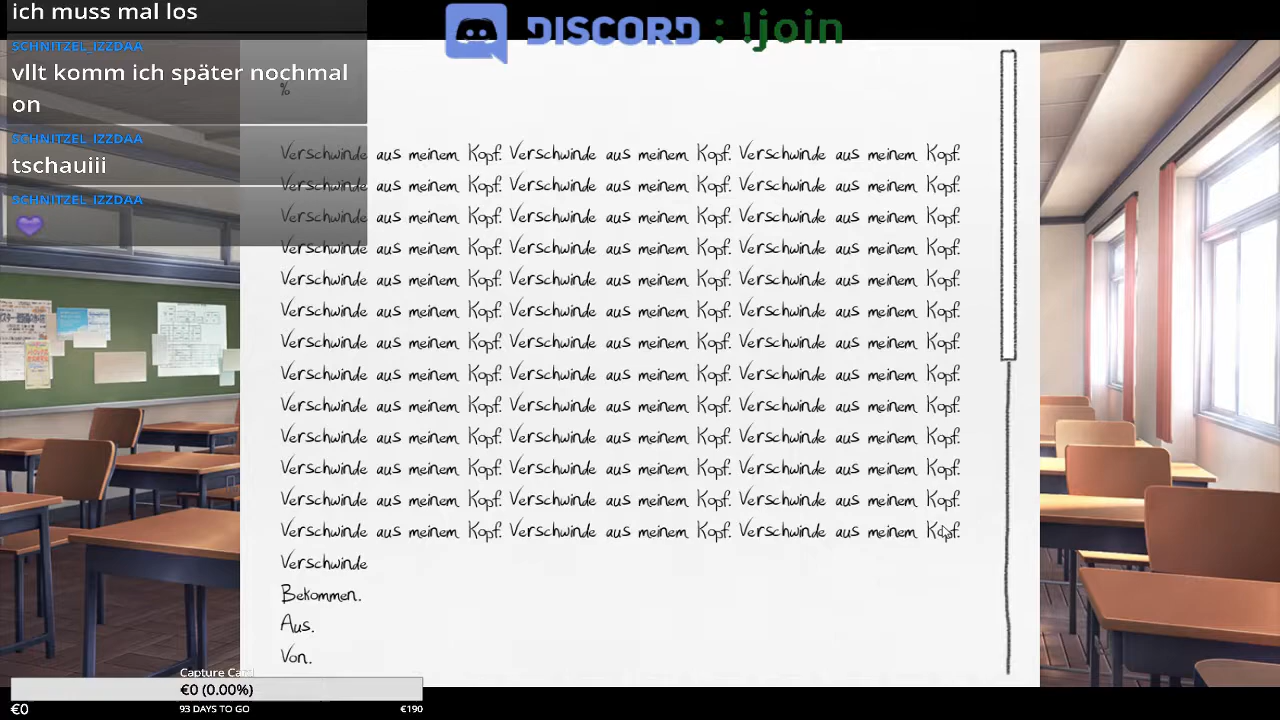 ich muss mal los
SCHNITZEL_IZZDAA
vllt komm ich später nochmal
on
SCHNITZEL_IZZDAA
tschauiii
SCHNITZEL_IZZDAA
DISCORD : !join
%
Verschwinde aus meinem Kopf. Verschwinde aus meinem Kopf. Verschwinde aus meinem Kopf.
Verschwinde aus meinem Kopf. Verschwinde aus meinem Kopf. Verschwinde aus meinem Kopf.
Verschwinde aus meinem Kopf. Verschwinde aus meinem Kopf. Verschwinde aus meinem Kopf.
Verschwinde aus meinem Kopf. Verschwinde aus meinem Kopf. Verschwinde aus meinem Kopf.
Verschwinde aus meinem Kopf. Verschwinde aus meinem Kopf. Verschwinde aus meinem Kopf.
Verschwinde aus meinem Kopf. Verschwinde aus meinem Kopf. Verschwinde aus meinem Kopf.
Verschwinde aus meinem Kopf. Verschwinde aus meinem Kopf. Verschwinde aus meinem Kopf.
Verschwinde aus meinem Kopf. Verschwinde aus meinem Kopf. Verschwinde aus meinem Kopf.
Verschwinde aus meinem Kopf. Verschwinde aus meinem Kopf. Verschwinde aus meinem Kopf.
Verschwinde aus meinem Kopf. Verschwinde aus meinem Kopf. Verschwinde aus meinem Kopf.
Verschwinde aus meinem Kopf. Verschwinde aus meinem Kopf. Verschwinde aus meinem Kopf.
Verschwinde aus meinem Kopf. Verschwinde aus meinem Kopf. Verschwinde aus meinem Kopf.
Verschwinde aus meinem Kopf. Verschwinde aus meinem Kopf. Verschwinde aus meinem Kopf.
Verschwinde
Bekommen.
Aus.
Von.
Capture Card
€0 (0.00%)
€0 93 DAYS TO GO €190